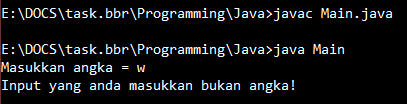 E:\DOCS\task.bbr\Programming\Java>javac Main.java
E:\DOCS\task.bbr\Programming\Java>java Main
Masukkan angka = w
Input yang anda masukkan bukan angka!